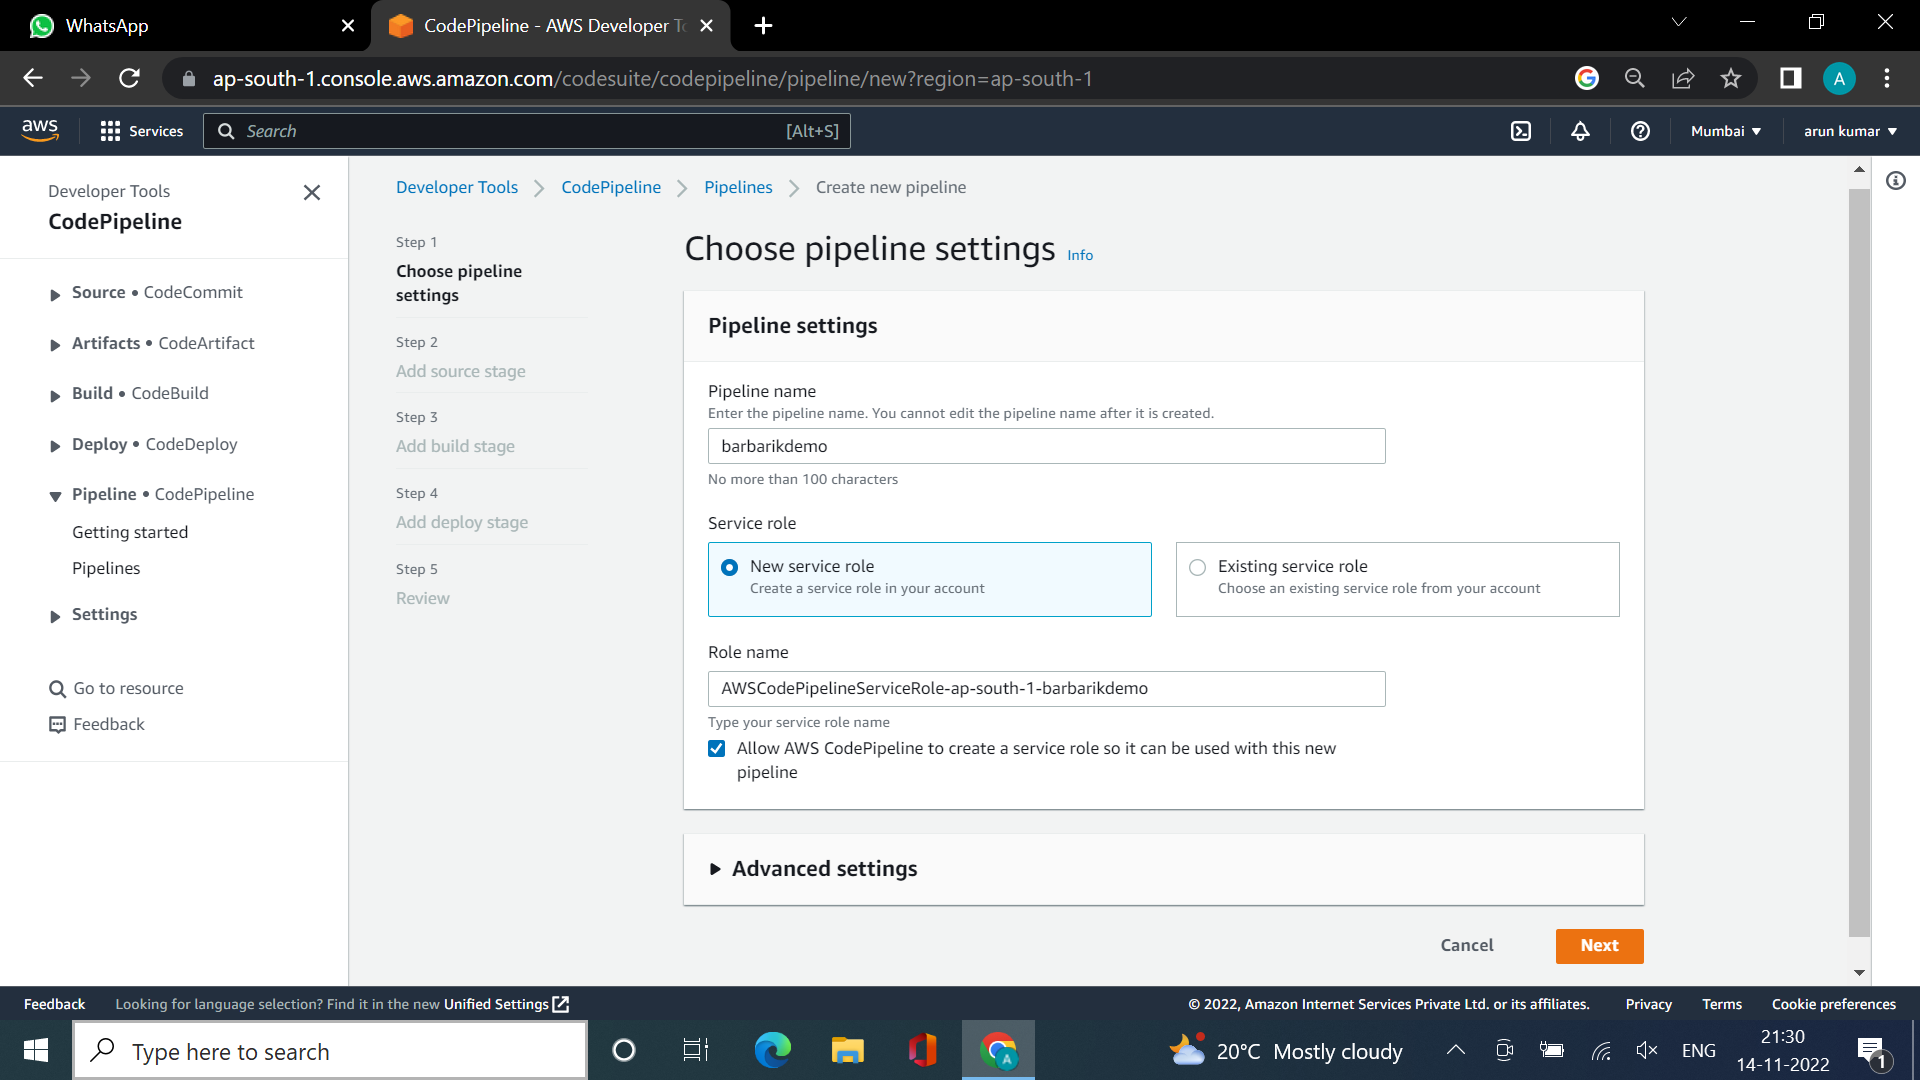 WhatsApp
CodePipeline - AWS Developer
ap-south-1.console.aws.amazon.com/codesuite/codepipeline/pipeline/new?region=ap-south-1
A
aws
Services
Search
[Alt+S]
Mumbai
arun kumar
Developer Tools
CodePipeline
Source • CodeCommit
Artifacts • CodeArtifact
Build • CodeBuild
Deploy • CodeDeploy
Pipeline • CodePipeline
Getting started
Pipelines
Settings
Go to resource
Feedback
Developer Tools
CodePipeline
Pipelines
Create new pipeline
Step 1
Choose pipeline
settings
Step 2
Add source stage
Step 3
Add build stage
Step 4
Add deploy stage
Step 5
Review
Choose pipeline settings Info
Pipeline settings
Pipeline name
Enter the pipeline name. You cannot edit the pipeline name after it is created.
barbarikdemo
No more than 100 characters
Service role
New service role
Create a service role in your account
Existing service role
Choose an existing service role from your account
Role name
AWSCodePipelineServiceRole-ap-south-1-barbarikdemo
Type your service role name
Allow AWS CodePipeline to create a service role so it can be used with this new
pipeline
Advanced settings
Cancel
Next
Feedback
Looking for language selection? Find it in the new Unified Settings
© 2022, Amazon Internet Services Private Ltd. or its affiliates.
Privacy
Terms
Cookie preferences
Type here to search
A
20°C Mostly cloudy
ENG
21:30
14-11-2022
1